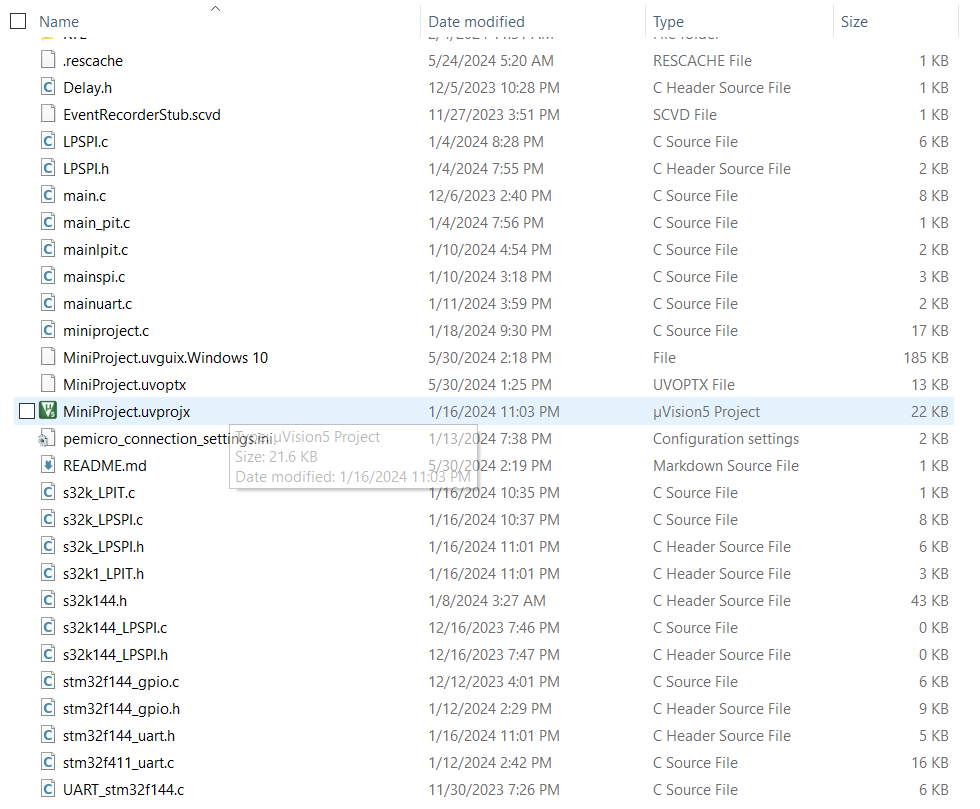 Name Date modified Type Size
.rescache 5/24/2024 5:20 AM RESCACHE File 1 KB
Delay.h 12/5/2023 10:28 PM C Header Source File 1 KB
EventRecorderStub.scvd 11/27/2023 3:51 PM SCVD File 1 KB
LPSPI.c 1/4/2024 8:28 PM C Source File 6 KB
LPSPI.h 1/4/2024 7:55 PM C Header Source File 2 KB
main.c 12/6/2023 2:40 PM C Source File 8 KB
main_pit.c 1/4/2024 7:56 PM C Source File 1 KB
mainlpit.c 1/10/2024 4:54 PM C Source File 2 KB
mainspi.c 1/10/2024 3:18 PM C Source File 3 KB
mainuart.c 1/11/2024 3:59 PM C Source File 2 KB
miniproject.c 1/18/2024 9:30 PM C Source File 17 KB
MiniProject.uvguix.Windows 10 5/30/2024 2:18 PM File 185 KB
MiniProject.uvoptx 5/30/2024 1:25 PM UVOPTX File 13 KB
MiniProject.uvprojx 1/16/2024 11:03 PM µVision5 Project 22 KB
pemicro_connection_settings.ini 1/13/2024 7:38 PM Configuration settings 2 KB
Type: µVision5 Project
Size: 21.6 KB
Date modified: 1/16/2024 11:03 PM
README.md 5/30/2024 2:19 PM Markdown Source File 1 KB
s32k_LPIT.c 1/16/2024 10:35 PM C Source File 1 KB
s32k_LPSPI.c 1/16/2024 10:37 PM C Source File 8 KB
s32k_LPSPI.h 1/16/2024 11:01 PM C Header Source File 6 KB
s32k1_LPIT.h 1/16/2024 11:01 PM C Header Source File 3 KB
s32k144.h 1/8/2024 3:27 AM C Header Source File 43 KB
s32k144_LPSPI.c 12/16/2023 7:46 PM C Source File 0 KB
s32k144_LPSPI.h 12/16/2023 7:47 PM C Header Source File 0 KB
stm32f144_gpio.c 12/12/2023 4:01 PM C Source File 6 KB
stm32f144_gpio.h 1/12/2024 2:29 PM C Header Source File 9 KB
stm32f144_uart.h 1/16/2024 11:01 PM C Header Source File 5 KB
stm32f411_uart.c 1/12/2024 2:42 PM C Source File 16 KB
UART_stm32f144.c 11/30/2023 7:26 PM C Source File 6 KB